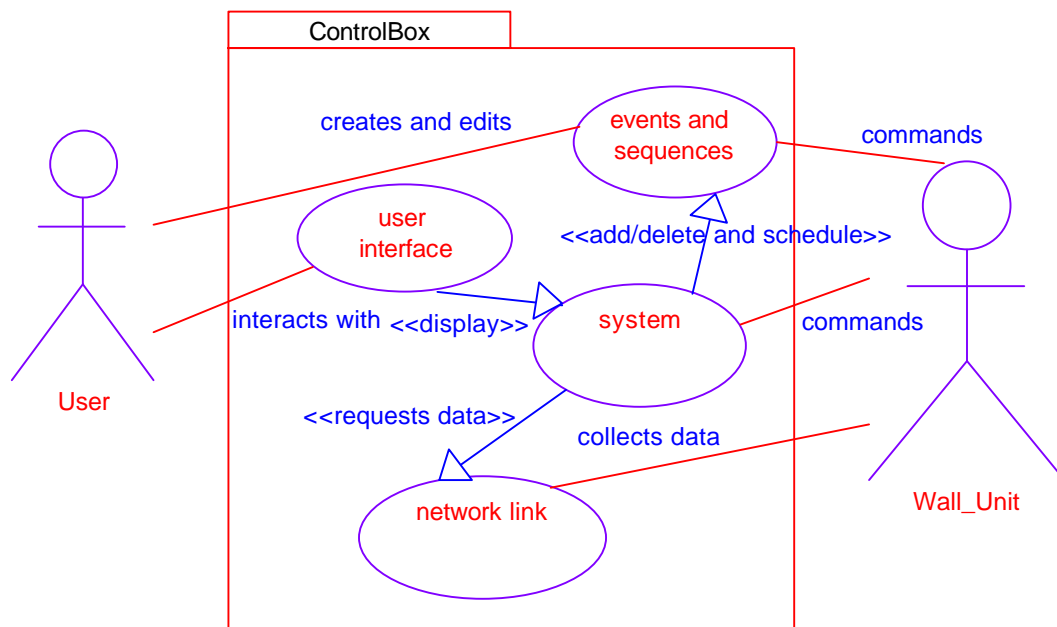 ControlBox
creates and edits
events and
sequences
commands
user
interface
<<add/delete and schedule>>
interacts with
<<display>>
system
commands
User
<<requests data>>
collects data
network link
Wall_Unit